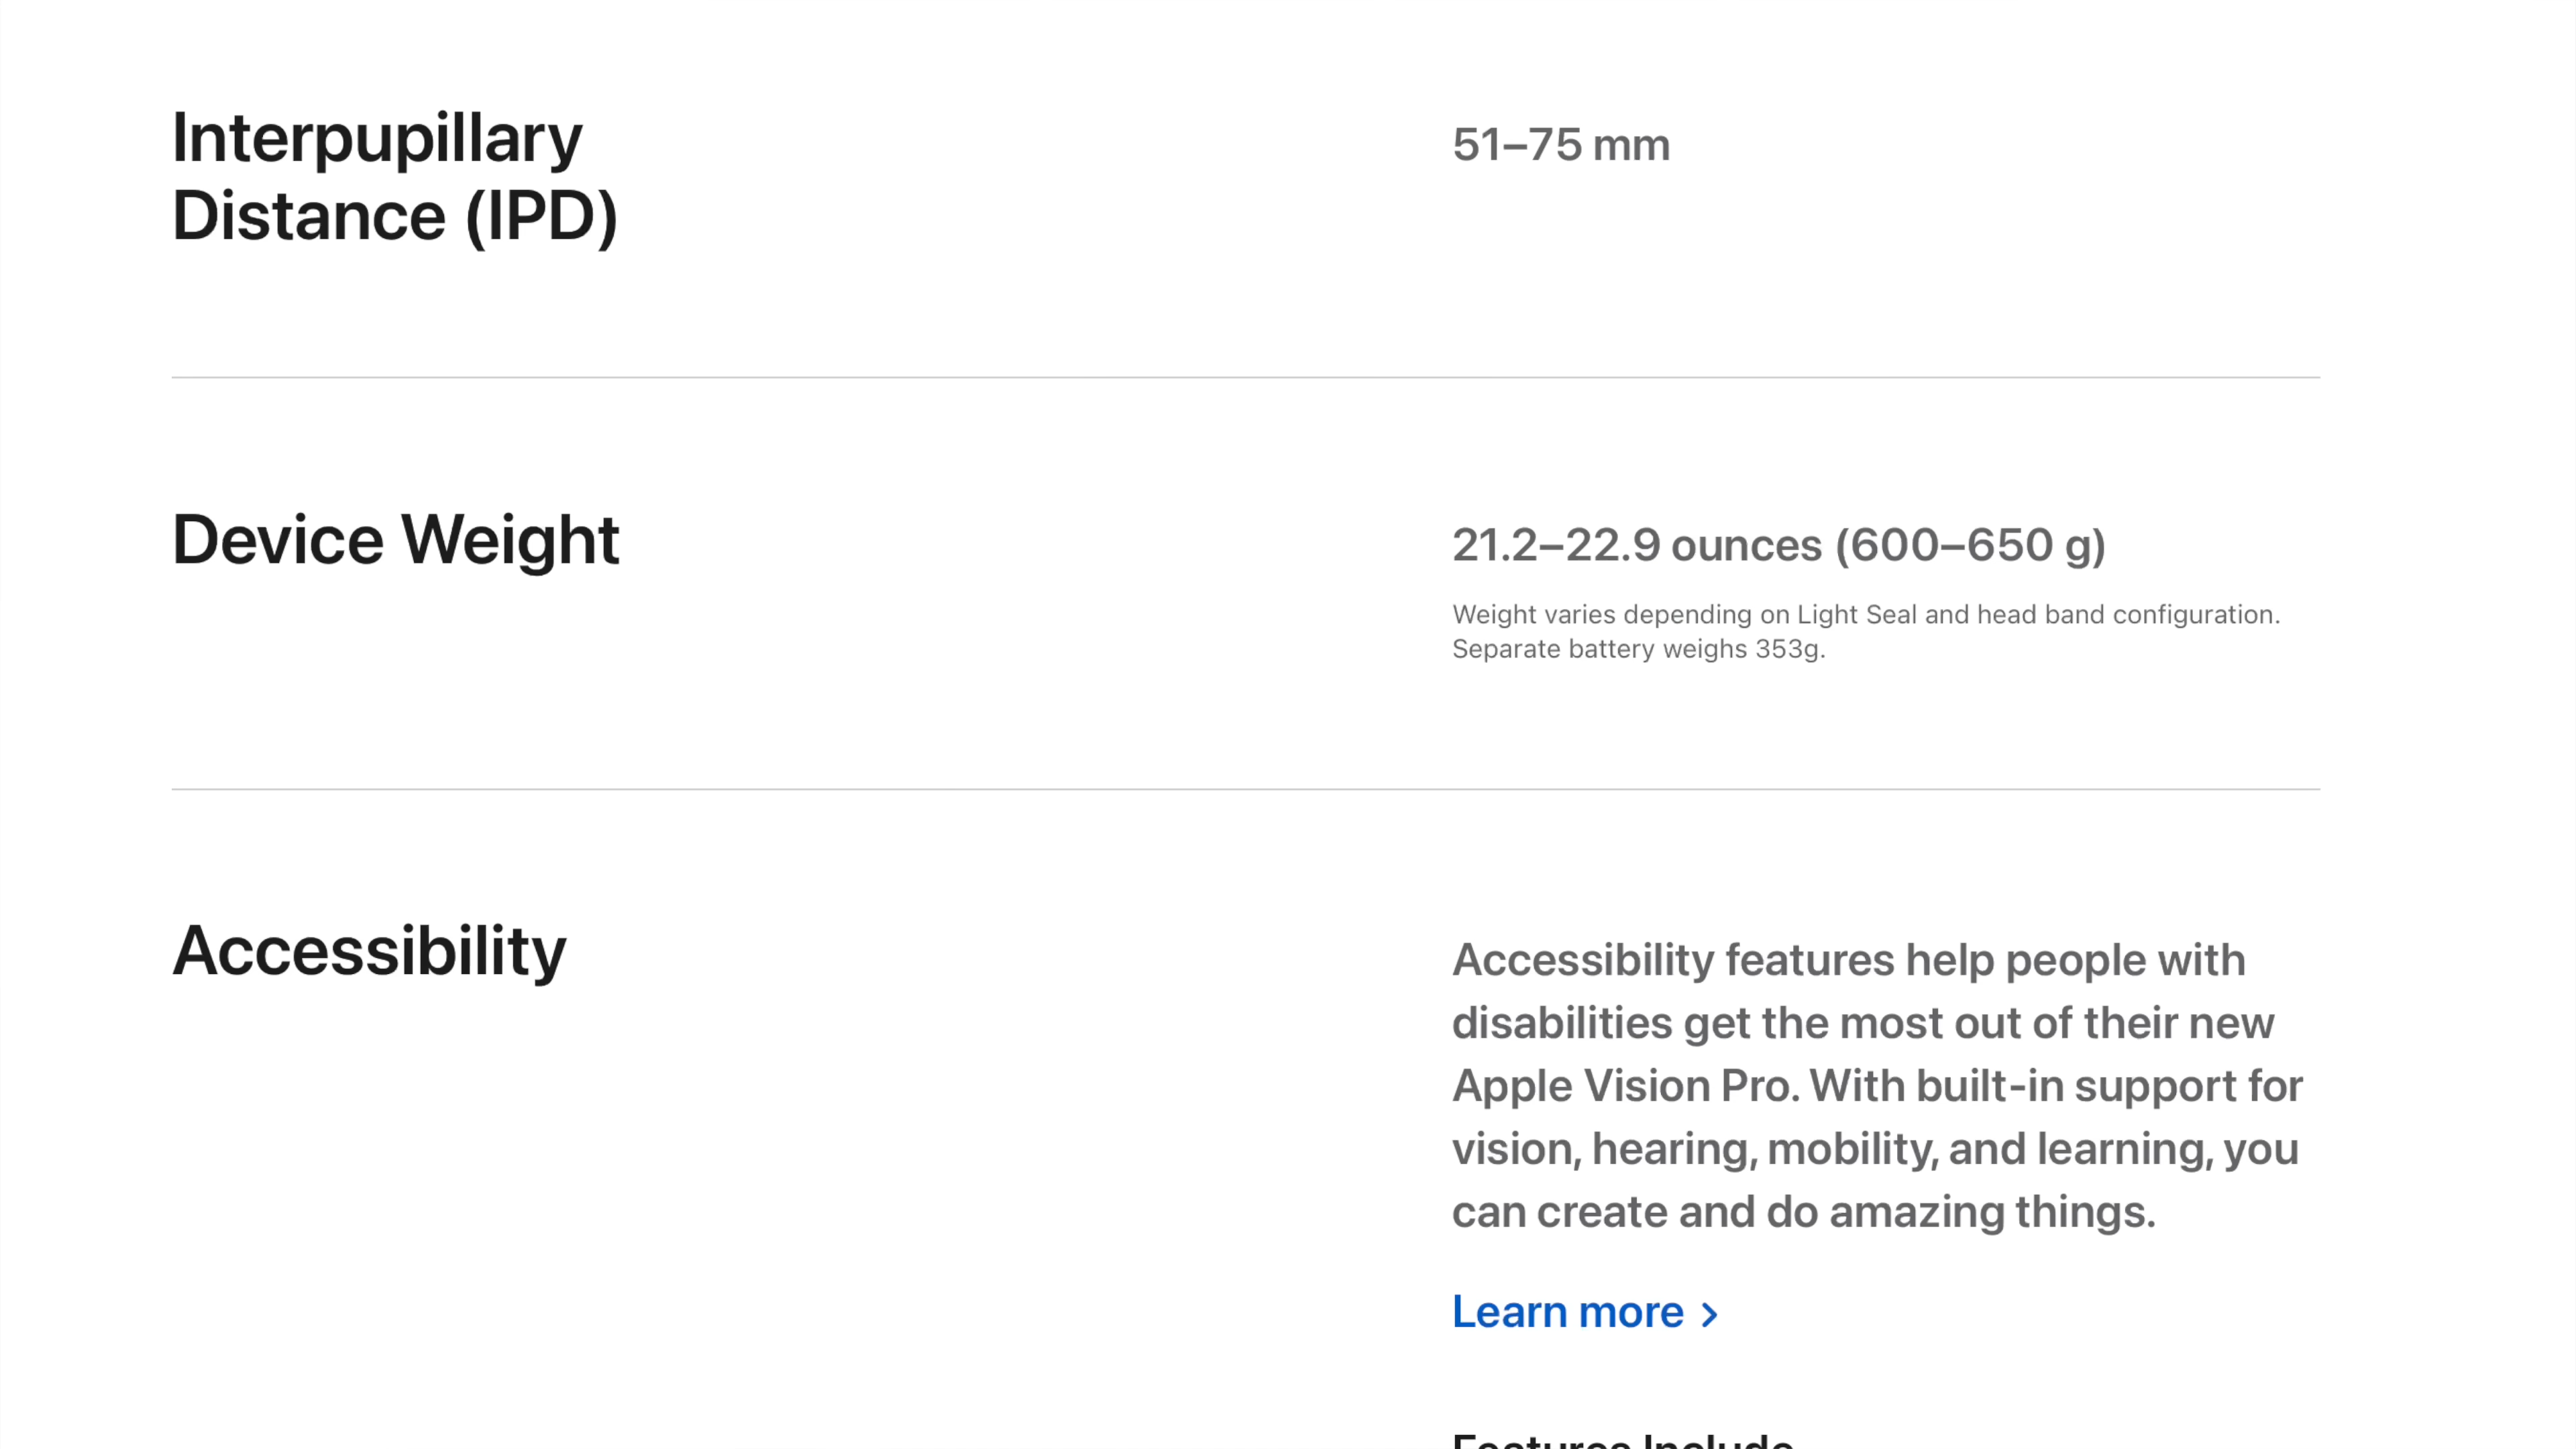 Interpupillary
Distance (IPD)
51–75 mm
Device Weight
21.2–22.9 ounces (600–650 g)
Weight varies depending on Light Seal and head band configuration.
Separate battery weighs 353g.
Accessibility
Accessibility features help people with
disabilities get the most out of their new
Apple Vision Pro. With built-in support for
vision, hearing, mobility, and learning, you
can create and do amazing things.
Learn more >
Features Include